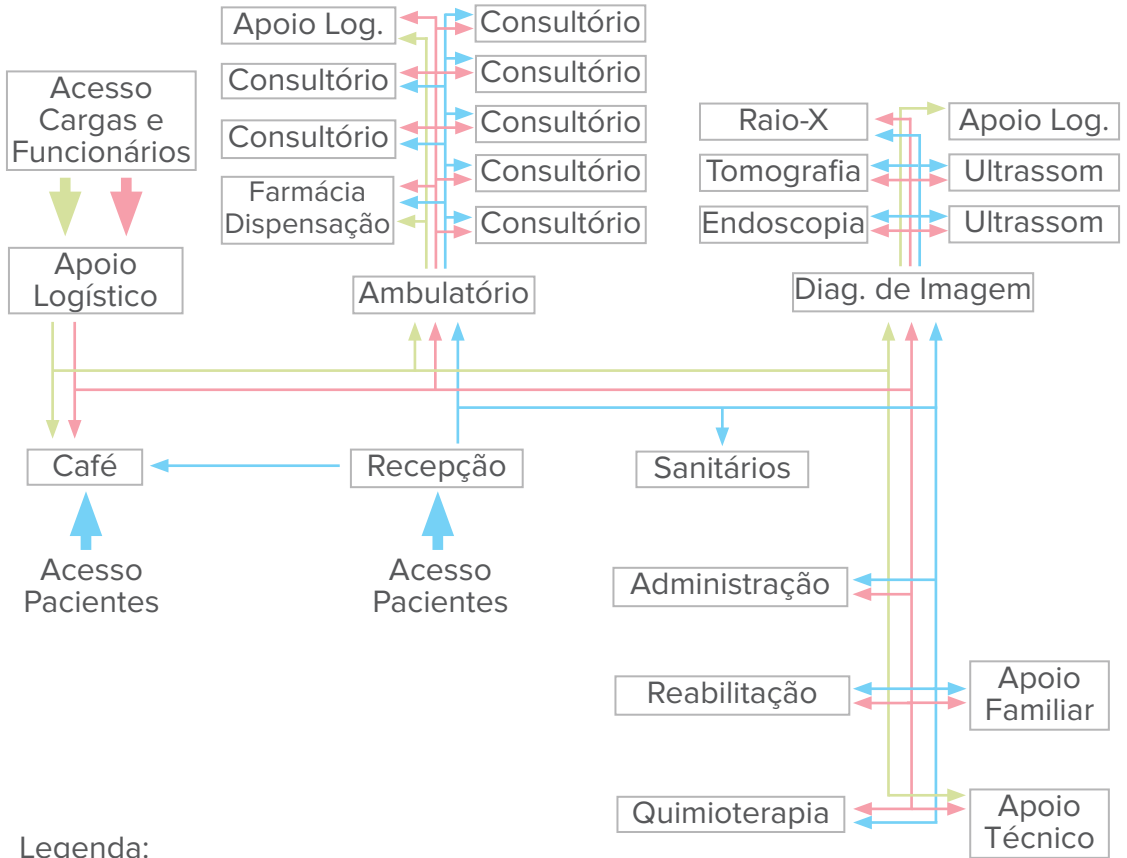 Apoio Log.
Consultório
Acesso
Cargas e
Funcionários
Consultório
Consultório
Consultório
Consultório
Farmácia
Dispensação
Consultório
Consultório
Raio-X
Apoio Log.
Tomografia
Ultrassom
Endoscopia
Ultrassom
Apoio
Logístico
Ambulatório
Diag. de Imagem
Café
Recepção
Sanitários
Acesso
Pacientes
Acesso
Pacientes
Administração
Reabilitação
Apoio
Familiar
Quimioterapia
Apoio
Técnico
Legenda: